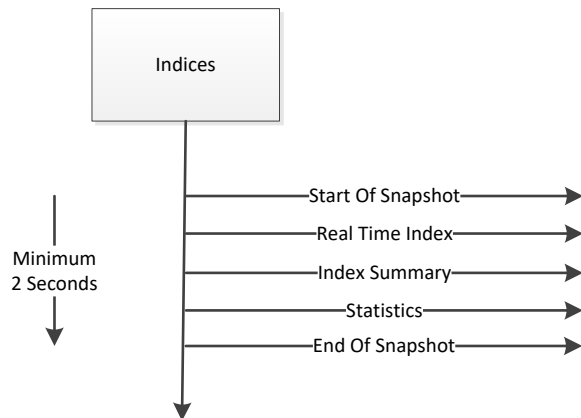 Indices
Start Of Snapshot
Real Time Index
Minimum
2 Seconds
Index Summary
Statistics
End Of Snapshot